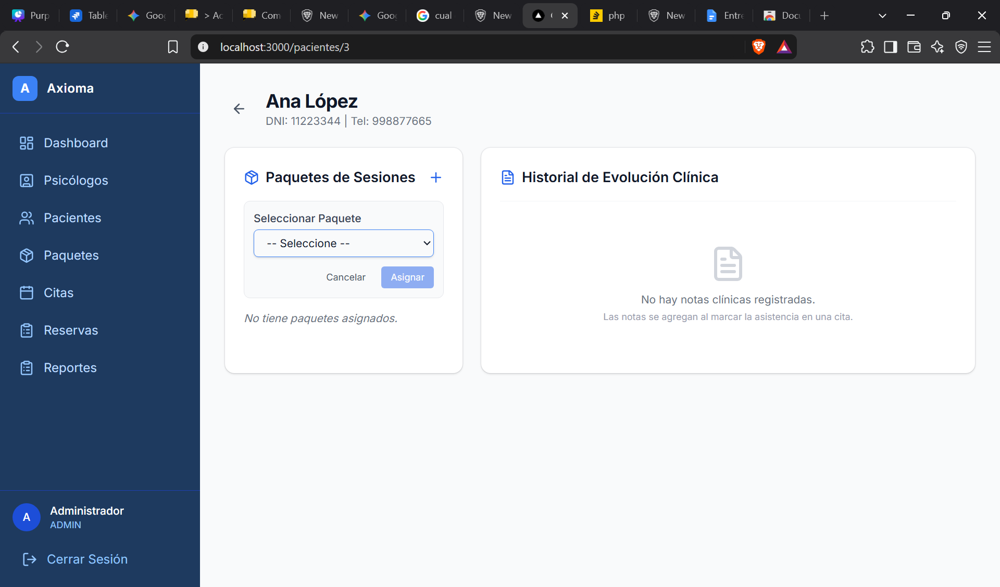 Purp
Table
Goog
> Ac
Com
New
Goog
cual
New
php
New
Entre
Docu
localhost:3000/pacientes/3
A
Axioma
Dashboard
Psicólogos
Pacientes
Paquetes
Citas
Reservas
Reportes
A
Administrador
ADMIN
Cerrar Sesión
Ana López
DNI: 11223344 | Tel: 998877665
Paquetes de Sesiones
Seleccionar Paquete
-- Seleccione --
Cancelar
Asignar
No tiene paquetes asignados.
Historial de Evolución Clínica
No hay notas clínicas registradas.
Las notas se agregan al marcar la asistencia en una cita.